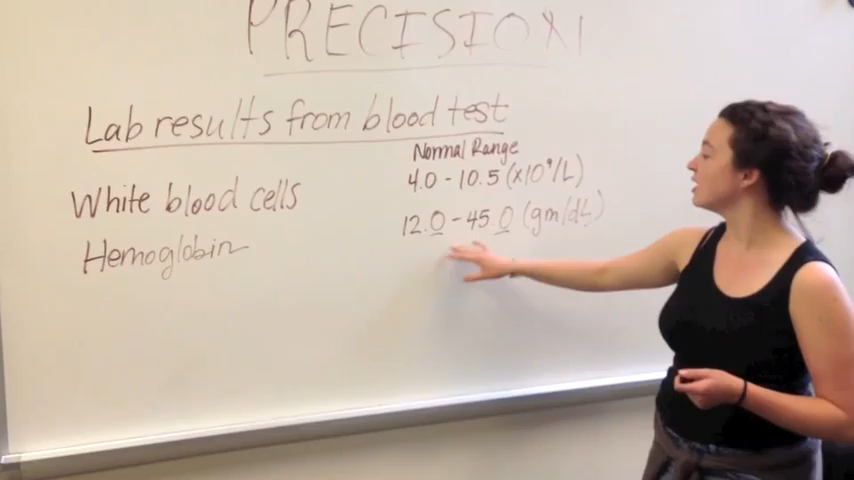 PRECISION
Lab results from blood test
Normal Range
White blood cells 4.0 - 10.5 (x10⁹/L)
Hemoglobin 12.0 - 45.0 (gm/dL)